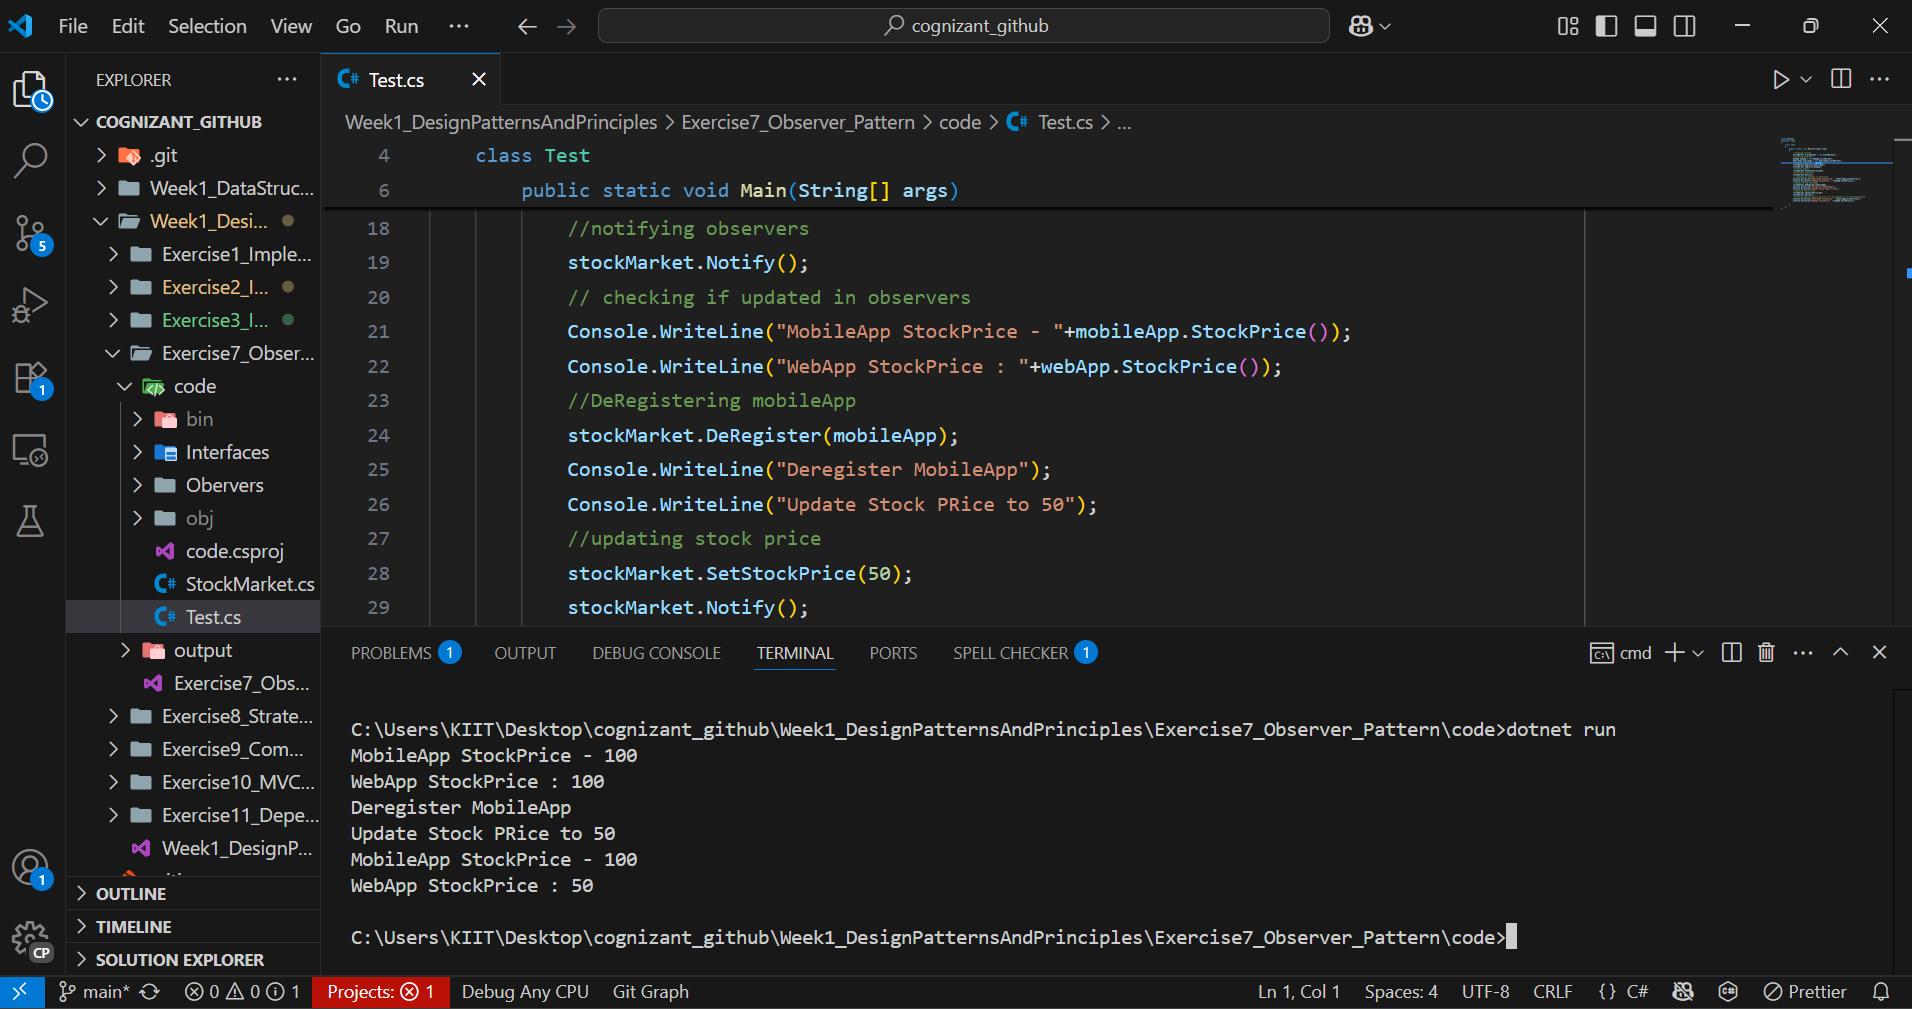 File Edit Selection View Go Run ···
cognizant_github
EXPLORER ···
COGNIZANT_GITHUB
.git
Week1_DataStruc...
Week1_Desi...
Exercise1_Imple...
Exercise2_I...
Exercise3_I...
Exercise7_Obser...
code
bin
Interfaces
Obervers
obj
code.csproj
StockMarket.cs
Test.cs
output
Exercise7_Obs...
Exercise8_Strate...
Exercise9_Com...
Exercise10_MVC...
Exercise11_Depe...
Week1_DesignP...
OUTLINE
TIMELINE
SOLUTION EXPLORER
5
1
1
CP
C# Test.cs
Week1_DesignPatternsAndPrinciples > Exercise7_Observer_Pattern > code > C# Test.cs > ...
4 class Test
6 public static void Main(String[] args)
18 //notifying observers
19 stockMarket.Notify();
20 // checking if updated in observers
21 Console.WriteLine("MobileApp StockPrice - "+mobileApp.StockPrice());
22 Console.WriteLine("WebApp StockPrice : "+webApp.StockPrice());
23 //DeRegistering mobileApp
24 stockMarket.DeRegister(mobileApp);
25 Console.WriteLine("Deregister MobileApp");
26 Console.WriteLine("Update Stock PRice to 50");
27 //updating stock price
28 stockMarket.SetStockPrice(50);
29 stockMarket.Notify();
PROBLEMS 1 OUTPUT DEBUG CONSOLE TERMINAL PORTS SPELL CHECKER 1 cmd
C:\Users\KIIT\Desktop\cognizant_github\Week1_DesignPatternsAndPrinciples\Exercise7_Observer_Pattern\code>dotnet run
MobileApp StockPrice - 100
WebApp StockPrice : 100
Deregister MobileApp
Update Stock PRice to 50
MobileApp StockPrice - 100
WebApp StockPrice : 50
C:\Users\KIIT\Desktop\cognizant_github\Week1_DesignPatternsAndPrinciples\Exercise7_Observer_Pattern\code>
main* 0 0 1 Projects: 1 Debug Any CPU Git Graph Ln 1, Col 1 Spaces: 4 UTF-8 CRLF {} C# Prettier